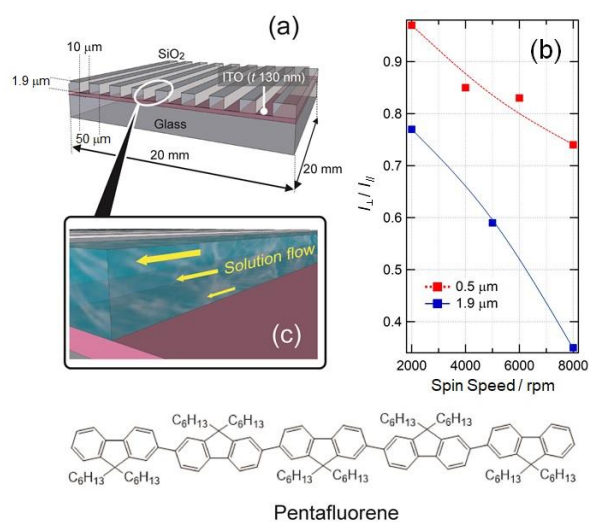 (a)
10 μm
SiO2
ITO (t 130 nm)
1.9 μm
Glass
50 μm
20 mm
20 mm
Solution flow
(c)
(b)
I⊥/ I//
0.9
0.8
0.7
0.6
0.5
0.4
0.5 μm
1.9 μm
2000 4000 6000 8000
Spin Speed / rpm
C6H13 C6H13 C6H13 C6H13
C6H13 C6H13 C6H13 C6H13 C6H13 C6H13
Pentafluorene